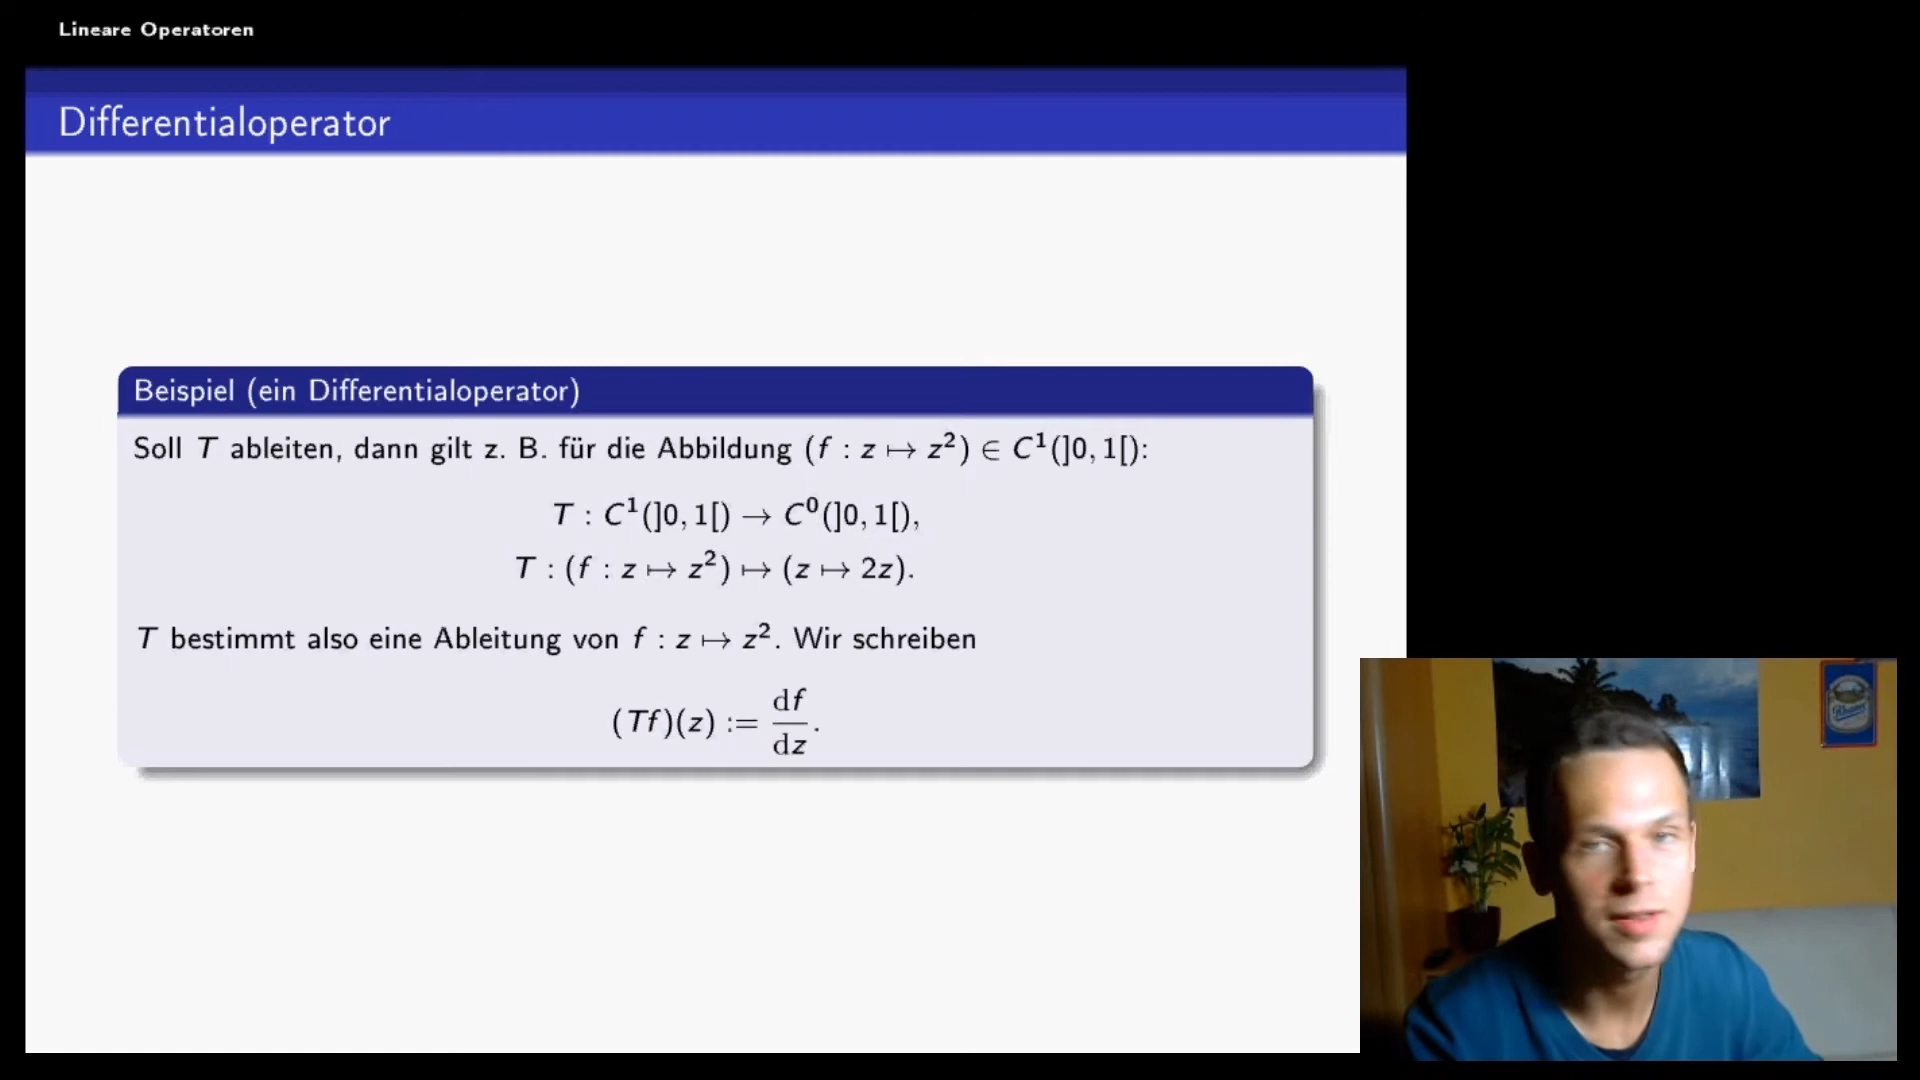 Lineare Operatoren
Differentialoperator
Beispiel (ein Differentialoperator)
Soll T ableiten, dann gilt z. B. für die Abbildung (f : z ↦ z²) ∈ C¹(]0, 1[):
T : C¹(]0, 1[) → C⁰(]0, 1[),
T : (f : z ↦ z²) ↦ (z ↦ 2z).
T bestimmt also eine Ableitung von f : z ↦ z². Wir schreiben
(Tf)(z) := df/dz.